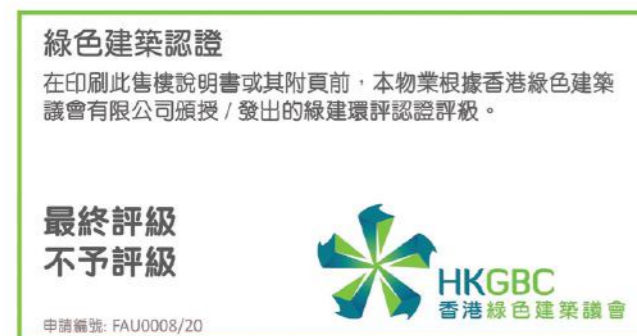 綠色建築認證
在印刷此售樓說明書或其附頁前，本物業根據香港綠色建築
議會有限公司頒授 / 發出的綠建環評認證評級。
最終評級
不予評級
HKGBC
香港綠色建築議會
申請編號: FAU0008/20